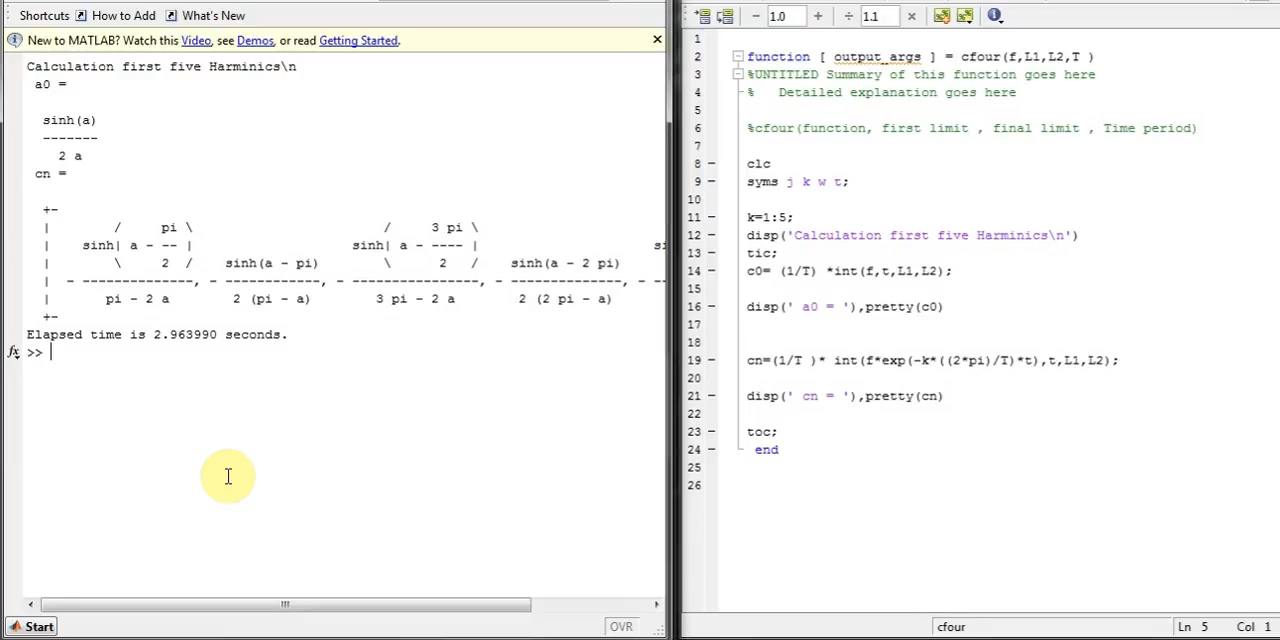 Shortcuts How to Add What's New
New to MATLAB? Watch this Video, see Demos, or read Getting Started.
Calculation first five Harminics\n
a0 =
sinh(a)
-------
2 a
cn =
+-
| / pi \ / 3 pi \
| sinh| a - -- | sinh| a - ---- | si
| \ 2 / sinh(a - pi) \ 2 / sinh(a - 2 pi)
| - --------------, - ------------, - ----------------, - --------------, -
| pi - 2 a 2 (pi - a) 3 pi - 2 a 2 (2 pi - a)
+-
Elapsed time is 2.963990 seconds.
fx >>
Start
OVR
- 1.0 + ÷ 1.1 ×
1
2 function [ output_args ] = cfour(f,L1,L2,T )
3 %UNTITLED Summary of this function goes here
4 % Detailed explanation goes here
5
6 %cfour(function, first limit , final limit , Time period)
7
8 - clc
9 - syms j k w t;
10
11 - k=1:5;
12 - disp('Calculation first five Harminics\n')
13 - tic;
14 - c0= (1/T) *int(f,t,L1,L2);
15
16 - disp(' a0 = '),pretty(c0)
17
18
19 - cn=(1/T )* int(f*exp(-k*((2*pi)/T)*t),t,L1,L2);
20
21 - disp(' cn = '),pretty(cn)
22
23 - toc;
24 - end
25
26
cfour
Ln 5 Col 1